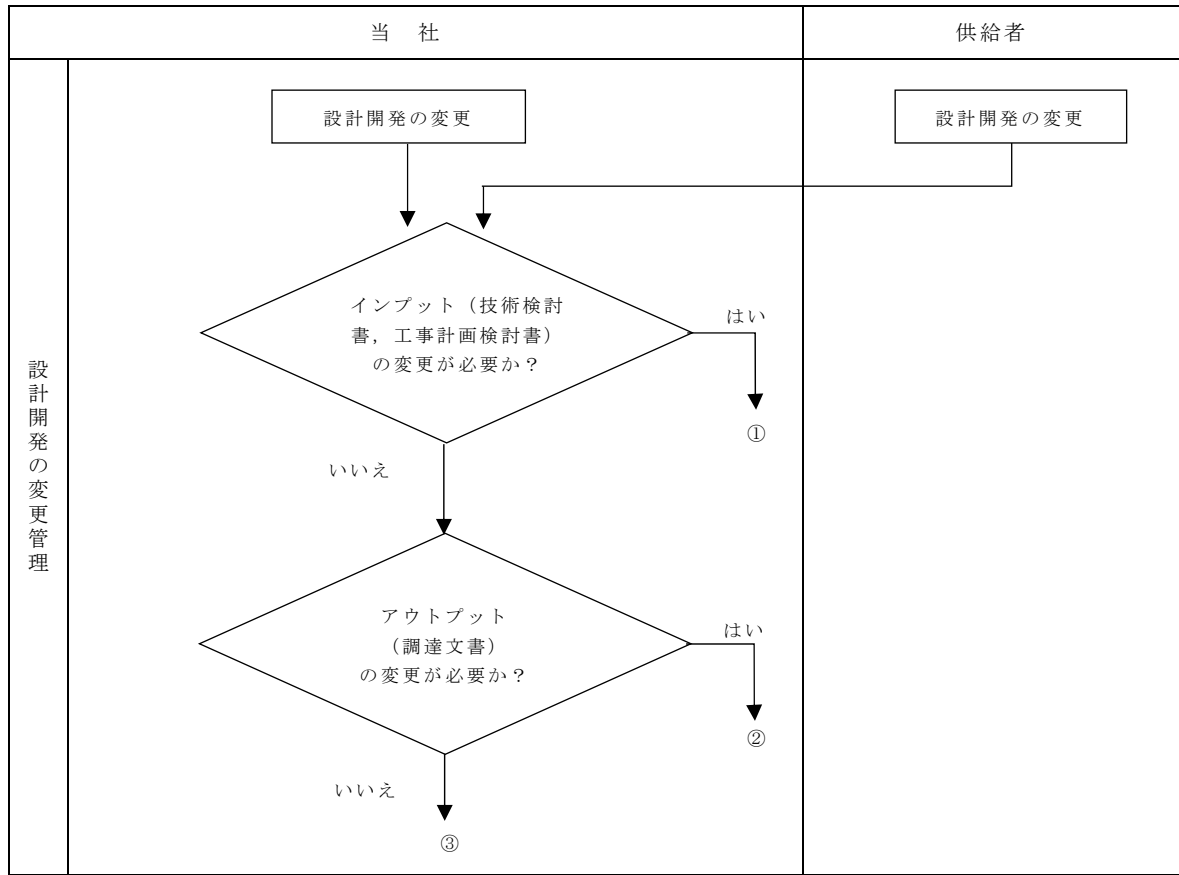 当 社
供給者
設計開発の変更管理
設計開発の変更
設計開発の変更
インプット（技術検討
書，工事計画検討書）
の変更が必要か？
はい
①
いいえ
アウトプット
（調達文書）
の変更が必要か？
はい
②
いいえ
③